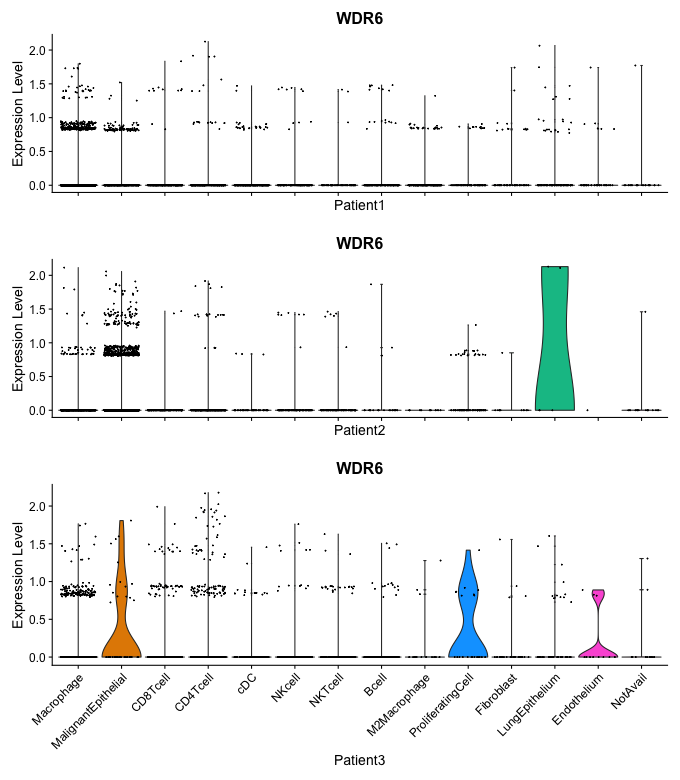 WDR6
Expression Level
2.0
1.5
1.0
0.5
0.0
Patient1
WDR6
Expression Level
2.0
1.5
1.0
0.5
0.0
Patient2
WDR6
Expression Level
2.0
1.5
1.0
0.5
0.0
Macrophage
MalignantEpithelial
CD8Tcell
CD4Tcell
cDC
NKcell
NKTcell
Bcell
M2Macrophage
ProliferatingCell
Fibroblast
LungEpithelium
Endothelium
NotAvail
Patient3